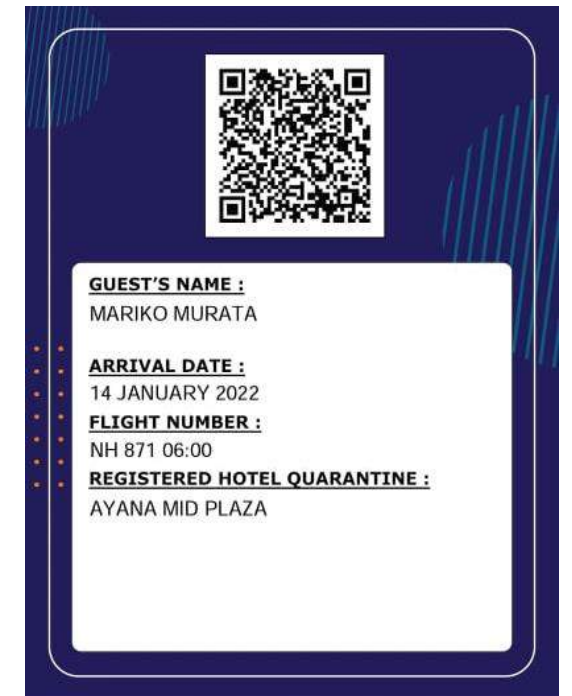 GUEST'S NAME :
MARIKO MURATA
ARRIVAL DATE :
14 JANUARY 2022
FLIGHT NUMBER :
NH 871 06:00
REGISTERED HOTEL QUARANTINE :
AYANA MID PLAZA